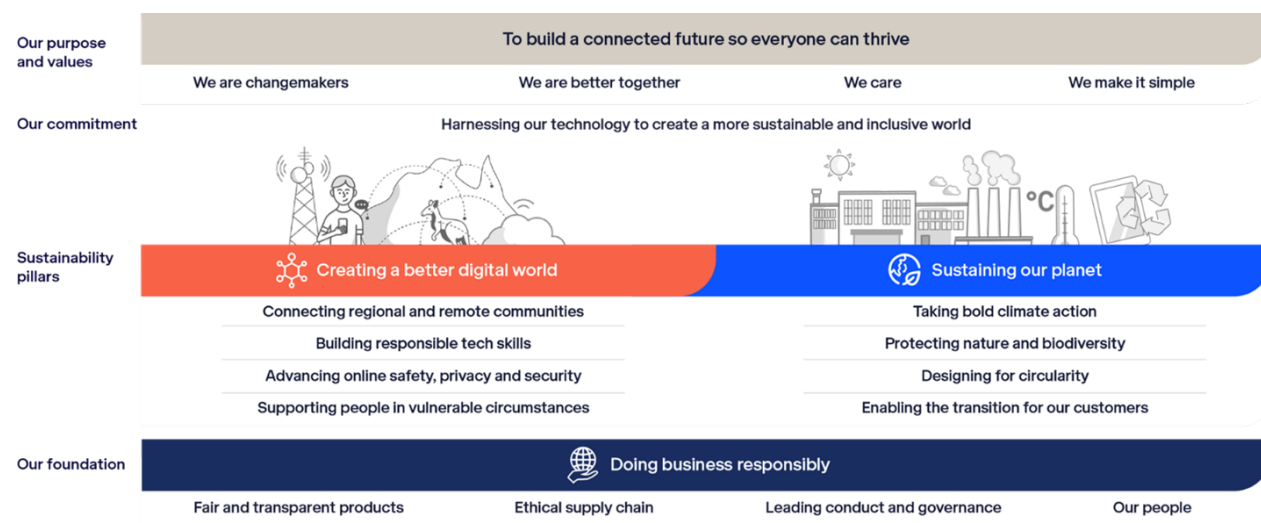 Our purpose
and values
To build a connected future so everyone can thrive
We are changemakers
We are better together
We care
We make it simple
Our commitment
Harnessing our technology to create a more sustainable and inclusive world
°C
Sustainability
pillars
Creating a better digital world
Sustaining our planet
Connecting regional and remote communities
Taking bold climate action
Building responsible tech skills
Protecting nature and biodiversity
Advancing online safety, privacy and security
Designing for circularity
Supporting people in vulnerable circumstances
Enabling the transition for our customers
Our foundation
Doing business responsibly
Fair and transparent products
Ethical supply chain
Leading conduct and governance
Our people